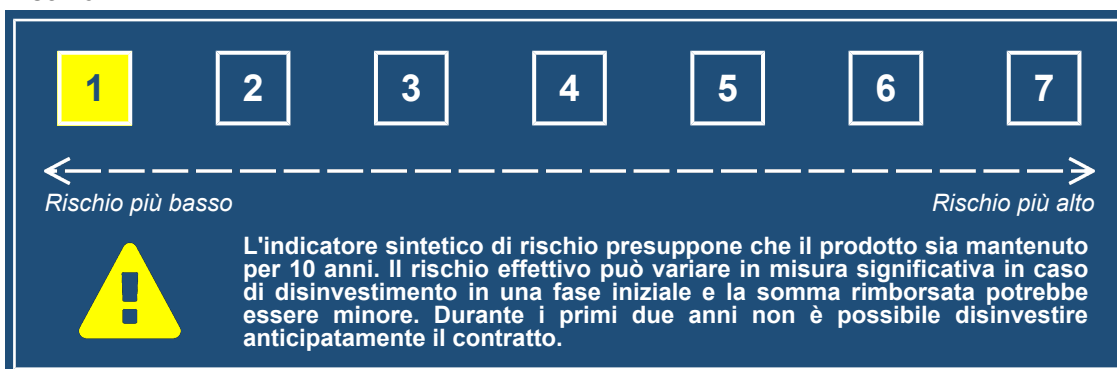 1 2 3 4 5 6 7
Rischio più basso Rischio più alto
L'indicatore sintetico di rischio presuppone che il prodotto sia mantenuto
per 10 anni. Il rischio effettivo può variare in misura significativa in caso
di disinvestimento in una fase iniziale e la somma rimborsata potrebbe
essere minore. Durante i primi due anni non è possibile disinvestire
anticipatamente il contratto.